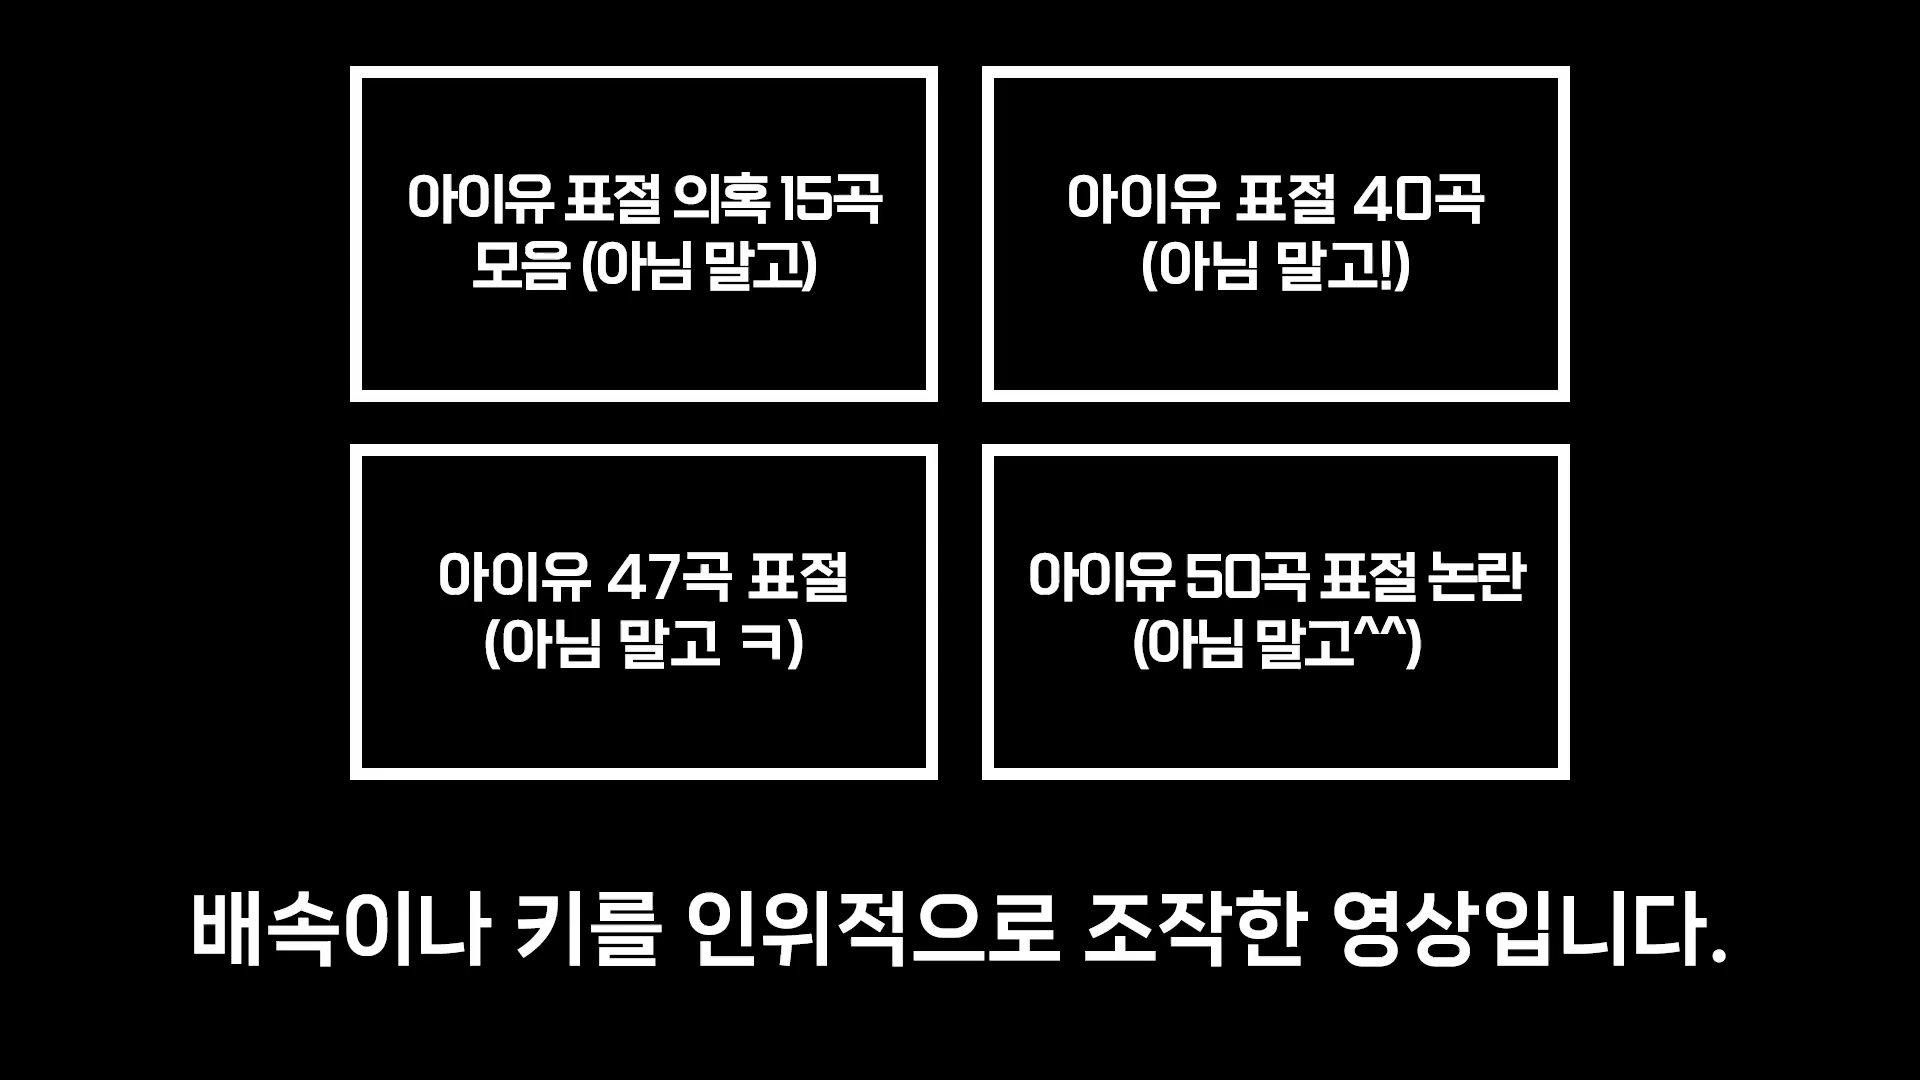 아이유 표절 의혹 15곡
모음 (아님 말고)
아이유 표절 40곡
(아님 말고!)
아이유 47곡 표절
(아님 말고 ㅋ)
아이유 50곡 표절 논란
(아님 말고^^)
배속이나 키를 인위적으로 조작한 영상입니다.